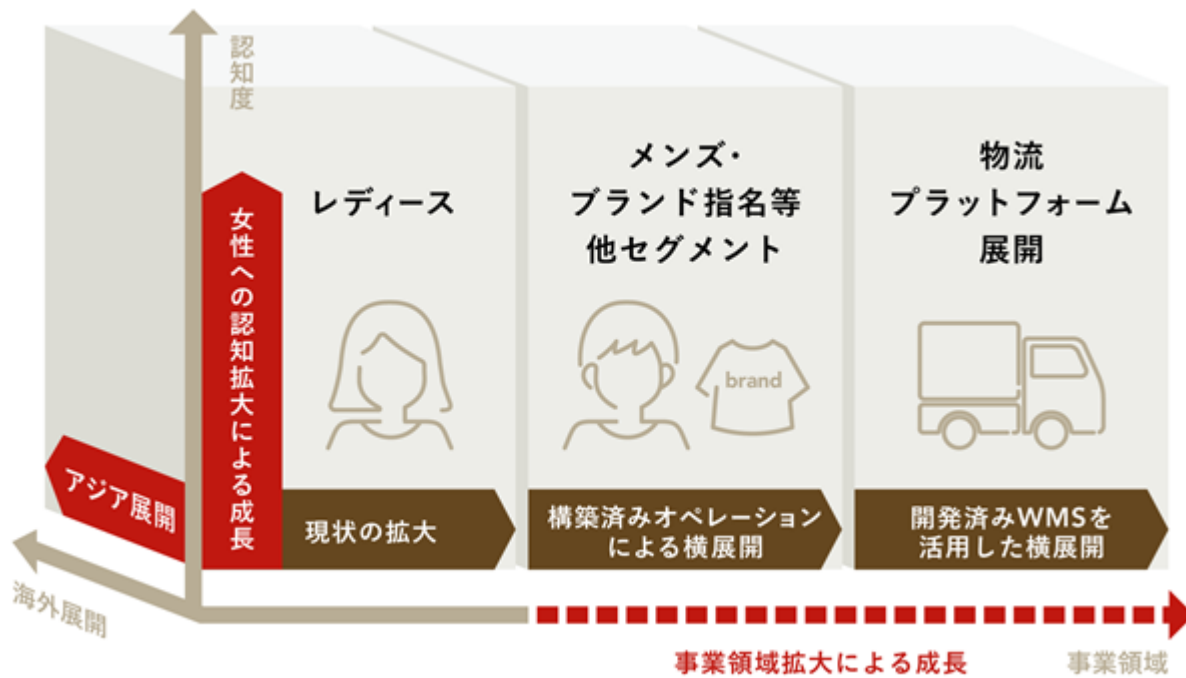 認知度
女性への認知拡大による成長
レディース
メンズ・
ブランド指名等
他セグメント
物流
プラットフォーム
展開
brand
アジア展開
現状の拡大
構築済みオペレーション
による横展開
開発済みWMSを
活用した横展開
海外展開
事業領域拡大による成長
事業領域